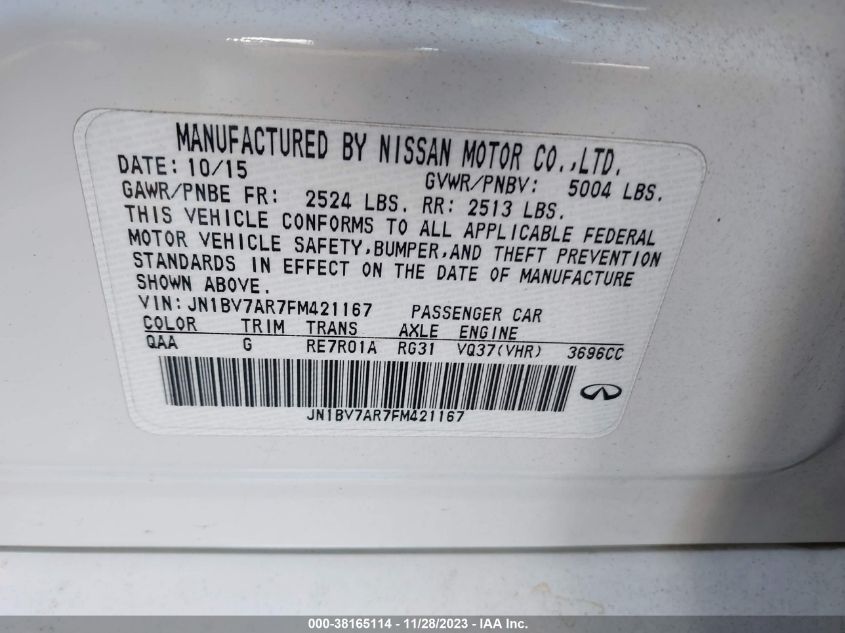 MANUFACTURED BY NISSAN MOTOR CO.,LTD.
DATE: 10/15 GVWR/PNBV: 5004 LBS.
GAWR/PNBE FR: 2524 LBS. RR: 2513 LBS.
THIS VEHICLE CONFORMS TO ALL APPLICABLE FEDERAL
MOTOR VEHICLE SAFETY,BUMPER,AND THEFT PREVENTION
STANDARDS IN EFFECT ON THE DATE OF MANUFACTURE
SHOWN ABOVE.
VIN:JN1BV7AR7FM421167 PASSENGER CAR
COLOR TRIM TRANS AXLE ENGINE
QAA G RE7R01A RG31 VQ37(VHR) 3696CC
JN1BV7AR7FM421167
000-38165114 - 11/28/2023 - IAA Inc.